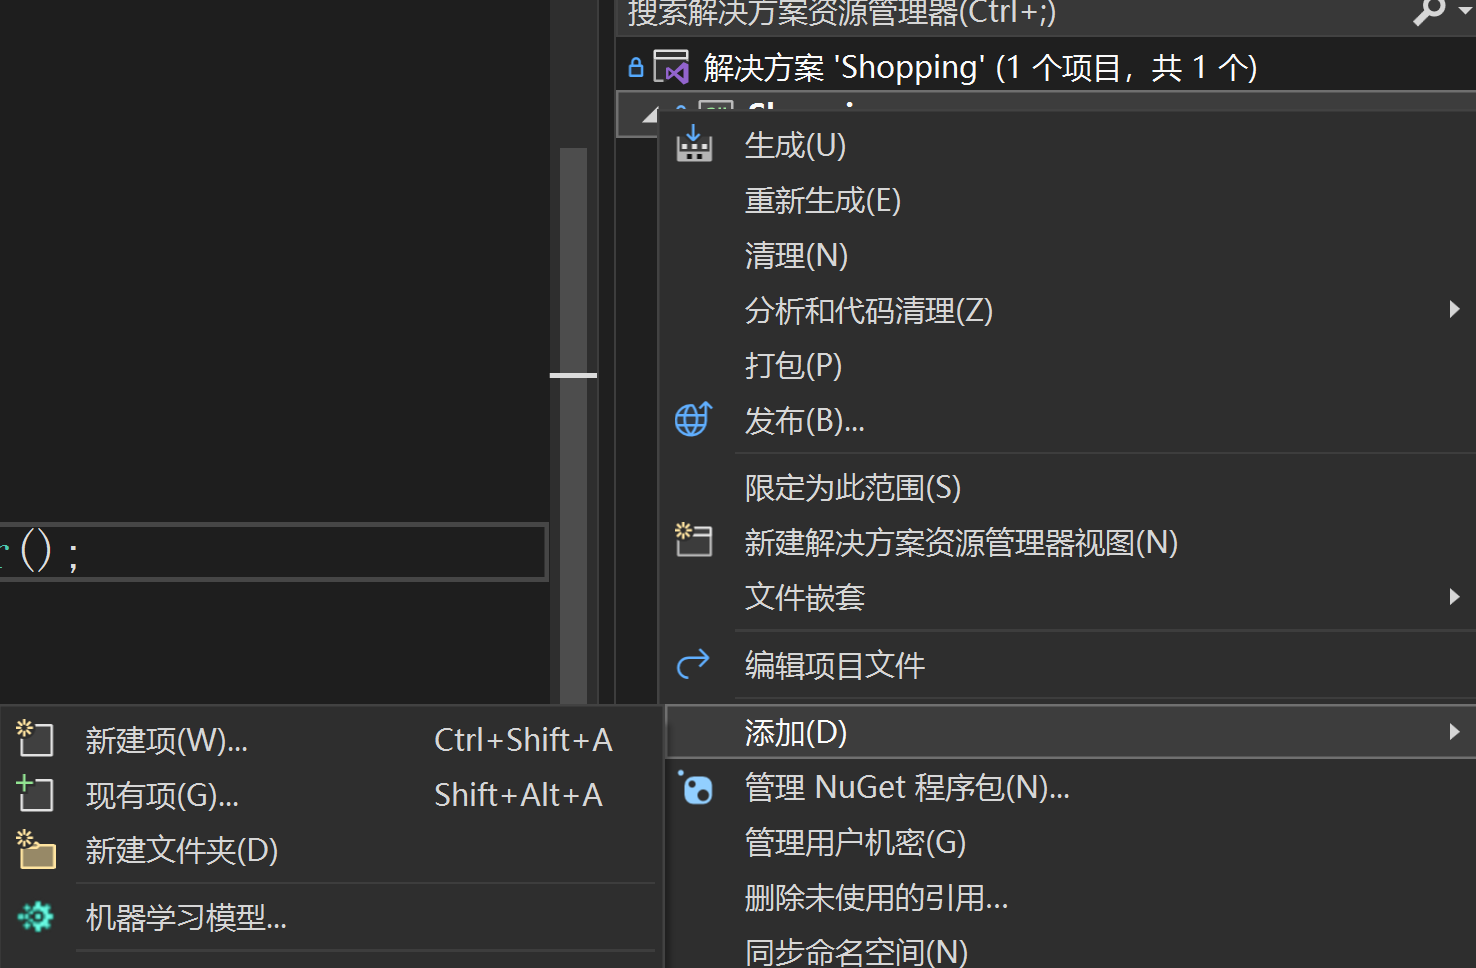 搜索解决方案资源管理器(Ctrl+;)
解决方案 'Shopping' (1 个项目，共 1 个)
生成(U)
重新生成(E)
清理(N)
分析和代码清理(Z)
打包(P)
发布(B)...
限定为此范围(S)
新建解决方案资源管理器视图(N)
文件嵌套
编辑项目文件
添加(D)
管理 NuGet 程序包(N)...
管理用户机密(G)
删除未使用的引用...
同步命名空间(N)
r();
新建项(W)... Ctrl+Shift+A
现有项(G)... Shift+Alt+A
新建文件夹(D)
机器学习模型...